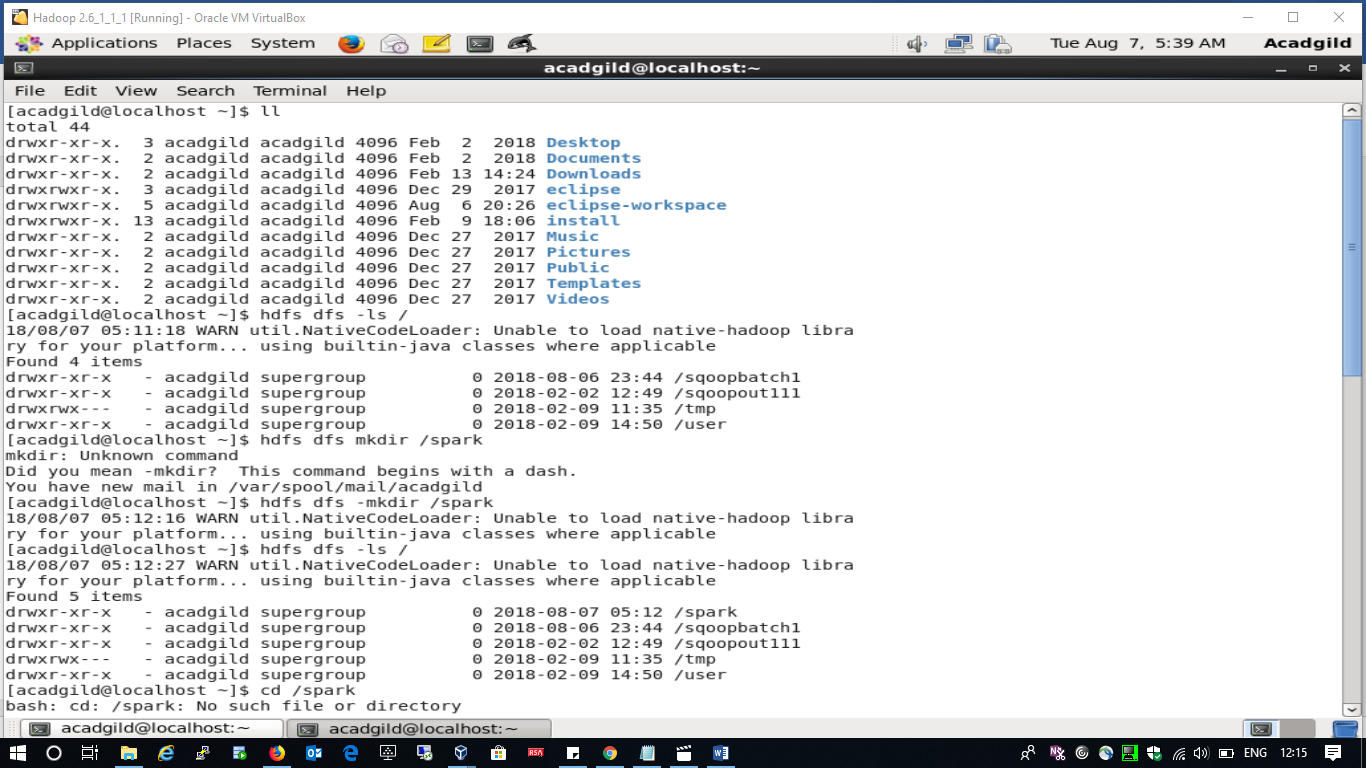 Hadoop 2.6_1_1_1 [Running] - Oracle VM VirtualBox
Applications Places System Tue Aug 7, 5:39 AM Acadgild
acadgild@localhost:~
File Edit View Search Terminal Help
[acadgild@localhost ~]$ ll
total 44
drwxr-xr-x.  3 acadgild acadgild 4096 Feb  2  2018 Desktop
drwxr-xr-x.  2 acadgild acadgild 4096 Feb  2  2018 Documents
drwxr-xr-x.  2 acadgild acadgild 4096 Feb 13 14:24 Downloads
drwxrwxr-x.  3 acadgild acadgild 4096 Dec 29  2017 eclipse
drwxrwxr-x.  5 acadgild acadgild 4096 Aug  6 20:26 eclipse-workspace
drwxrwxr-x. 13 acadgild acadgild 4096 Feb  9 18:06 install
drwxr-xr-x.  2 acadgild acadgild 4096 Dec 27  2017 Music
drwxr-xr-x.  2 acadgild acadgild 4096 Dec 27  2017 Pictures
drwxr-xr-x.  2 acadgild acadgild 4096 Dec 27  2017 Public
drwxr-xr-x.  2 acadgild acadgild 4096 Dec 27  2017 Templates
drwxr-xr-x.  2 acadgild acadgild 4096 Dec 27  2017 Videos
[acadgild@localhost ~]$ hdfs dfs -ls /
18/08/07 05:11:18 WARN util.NativeCodeLoader: Unable to load native-hadoop libra
ry for your platform... using builtin-java classes where applicable
Found 4 items
drwxr-xr-x   - acadgild supergroup          0 2018-08-06 23:44 /sqoopbatch1
drwxr-xr-x   - acadgild supergroup          0 2018-02-02 12:49 /sqoopout111
drwxrwx---   - acadgild supergroup          0 2018-02-09 11:35 /tmp
drwxr-xr-x   - acadgild supergroup          0 2018-02-09 14:50 /user
[acadgild@localhost ~]$ hdfs dfs mkdir /spark
mkdir: Unknown command
Did you mean -mkdir?  This command begins with a dash.
You have new mail in /var/spool/mail/acadgild
[acadgild@localhost ~]$ hdfs dfs -mkdir /spark
18/08/07 05:12:16 WARN util.NativeCodeLoader: Unable to load native-hadoop libra
ry for your platform... using builtin-java classes where applicable
[acadgild@localhost ~]$ hdfs dfs -ls /
18/08/07 05:12:27 WARN util.NativeCodeLoader: Unable to load native-hadoop libra
ry for your platform... using builtin-java classes where applicable
Found 5 items
drwxr-xr-x   - acadgild supergroup          0 2018-08-07 05:12 /spark
drwxr-xr-x   - acadgild supergroup          0 2018-08-06 23:44 /sqoopbatch1
drwxr-xr-x   - acadgild supergroup          0 2018-02-02 12:49 /sqoopout111
drwxrwx---   - acadgild supergroup          0 2018-02-09 11:35 /tmp
drwxr-xr-x   - acadgild supergroup          0 2018-02-09 14:50 /user
[acadgild@localhost ~]$ cd /spark
bash: cd: /spark: No such file or directory
acadgild@localhost:~ acadgild@localhost:~
RSA ENG 12:15